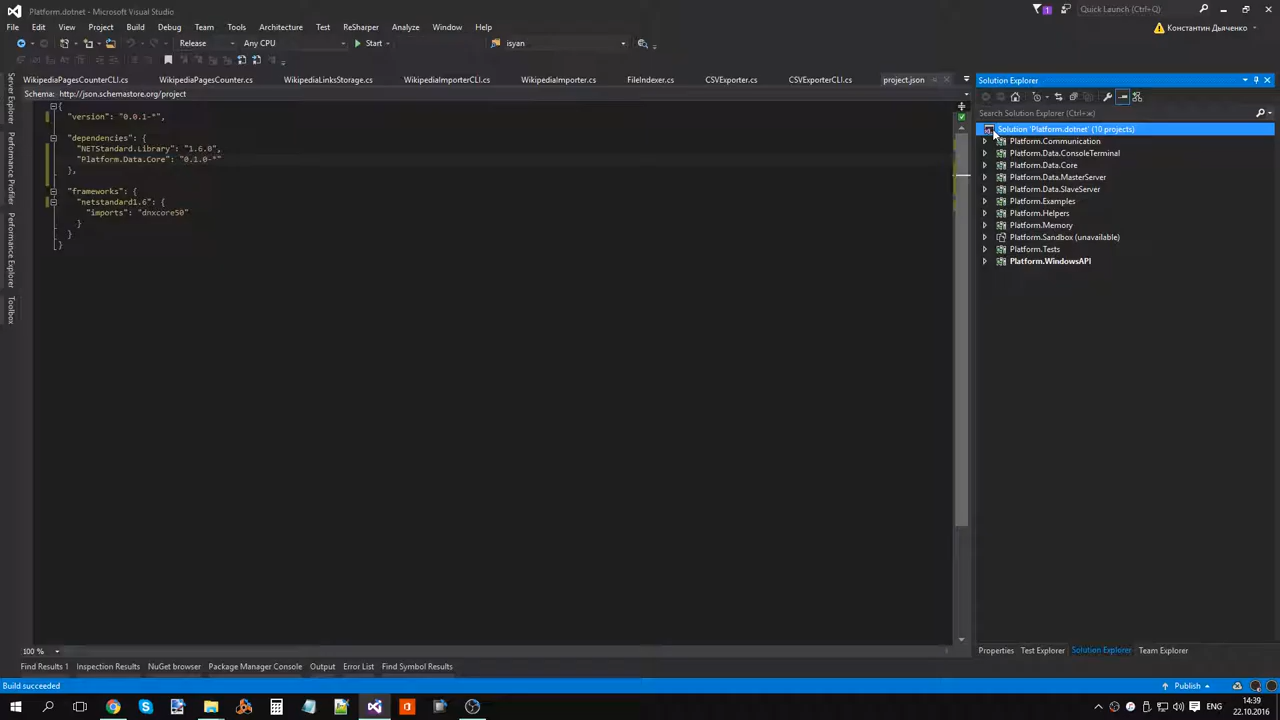 Platform.dotnet - Microsoft Visual Studio
Quick Launch (Ctrl+Q)
File Edit View Project Build Debug Team Tools Architecture Test ReSharper Analyze Window Help
Константин Дьяченко
Release Any CPU Start isyan
WikipediaPagesCounterCLI.cs WikipediaPagesCounter.cs WikipediaLinksStorage.cs WikipediaImporterCLI.cs WikipediaImporter.cs FileIndexer.cs CSVExporter.cs CSVExporterCLI.cs project.json
Schema: http://json.schemastore.org/project
{
"version": "0.0.1-*",
"dependencies": {
"NETStandard.Library": "1.6.0",
"Platform.Data.Core": "0.1.0-*"
},
"frameworks": {
"netstandard1.6": {
"imports": "dnxcore50"
}
}
}
Server Explorer
Performance Profiler
Performance Explorer
Toolbox
Solution Explorer
Search Solution Explorer (Ctrl+ж)
Solution 'Platform.dotnet' (10 projects)
Platform.Communication
Platform.Data.ConsoleTerminal
Platform.Data.Core
Platform.Data.MasterServer
Platform.Data.SlaveServer
Platform.Examples
Platform.Helpers
Platform.Memory
Platform.Sandbox (unavailable)
Platform.Tests
Platform.WindowsAPI
100 %
Properties Test Explorer Solution Explorer Team Explorer
Find Results 1 Inspection Results NuGet browser Package Manager Console Output Error List Find Symbol Results
Build succeeded
Publish
ENG
14:39
22.10.2016